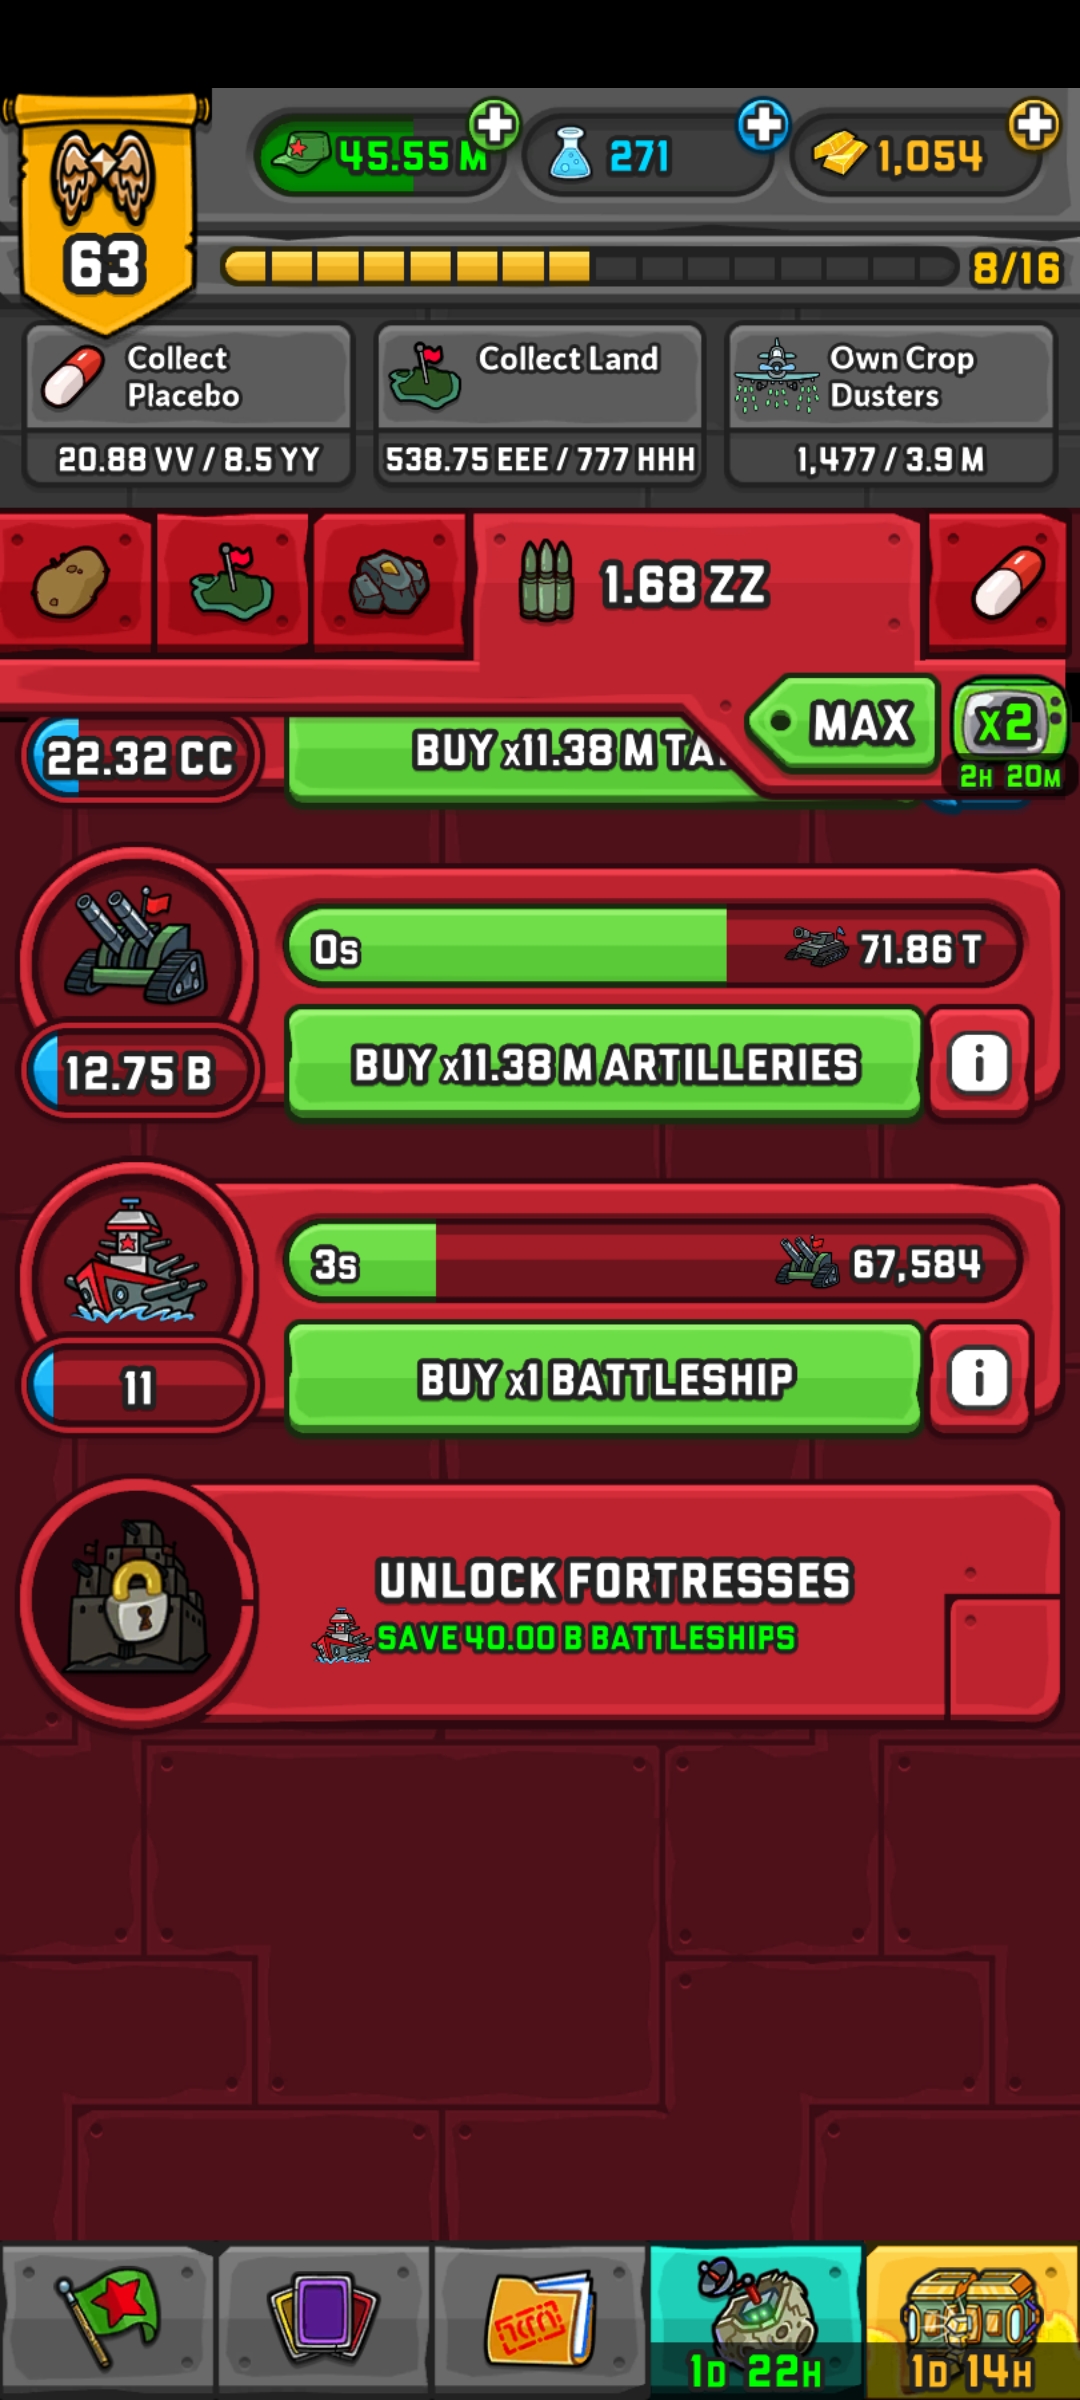 45.55 M
271
1,054
63
8/16
Collect
Placebo
20.88 VV / 8.5 YY
Collect Land
538.75 EEE / 777 HHH
Own Crop
Dusters
1,477 / 3.9 M
1.68 ZZ
MAX
x2
2H 20M
22.32 CC
BUY x11.38 M TA
0s
71.86 T
12.75 B
BUY x11.38 M ARTILLERIES
i
3s
67,584
11
BUY x1 BATTLESHIP
i
UNLOCK FORTRESSES
SAVE 40.00 B BATTLESHIPS
1D 22H
1D 14H